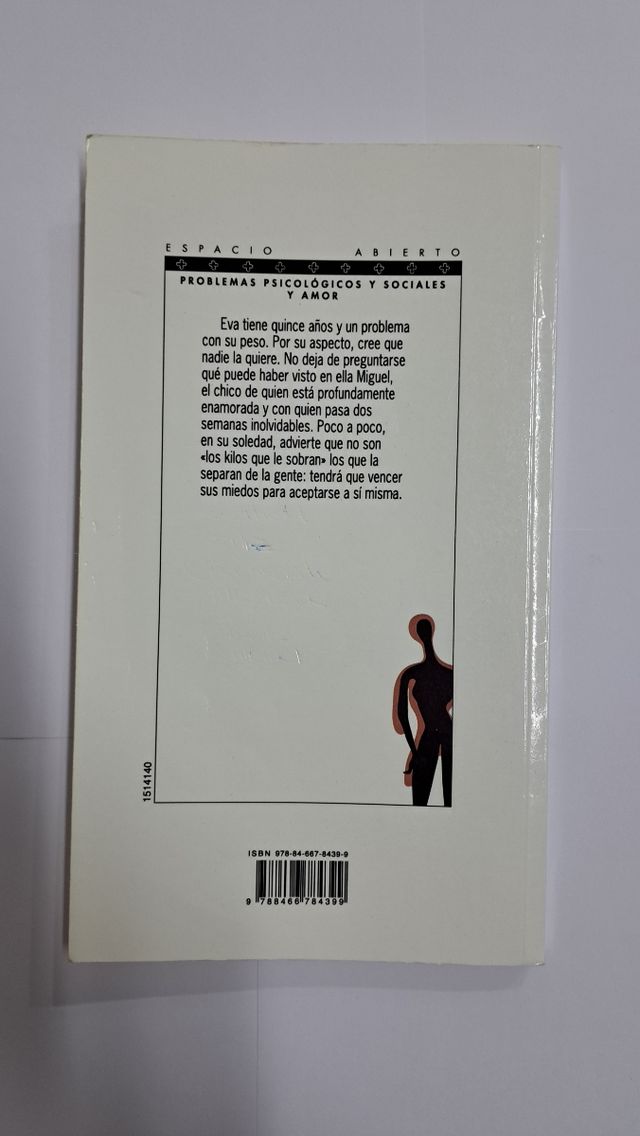 ESPACIO ABIERTO
PROBLEMAS PSICOLÓGICOS Y SOCIALES
Y AMOR
Eva tiene quince años y un problema
con su peso. Por su aspecto, cree que
nadie la quiere. No deja de preguntarse
qué puede haber visto en ella Miguel,
el chico de quien está profundamente
enamorada y con quien pasa dos
semanas inolvidables. Poco a poco,
en su soledad, advierte que no son
«los kilos que le sobran» los que la
separan de la gente: tendrá que vencer
sus miedos para aceptarse a sí misma.
1514140
ISBN 978-84-667-8439-9
9 788466 784399